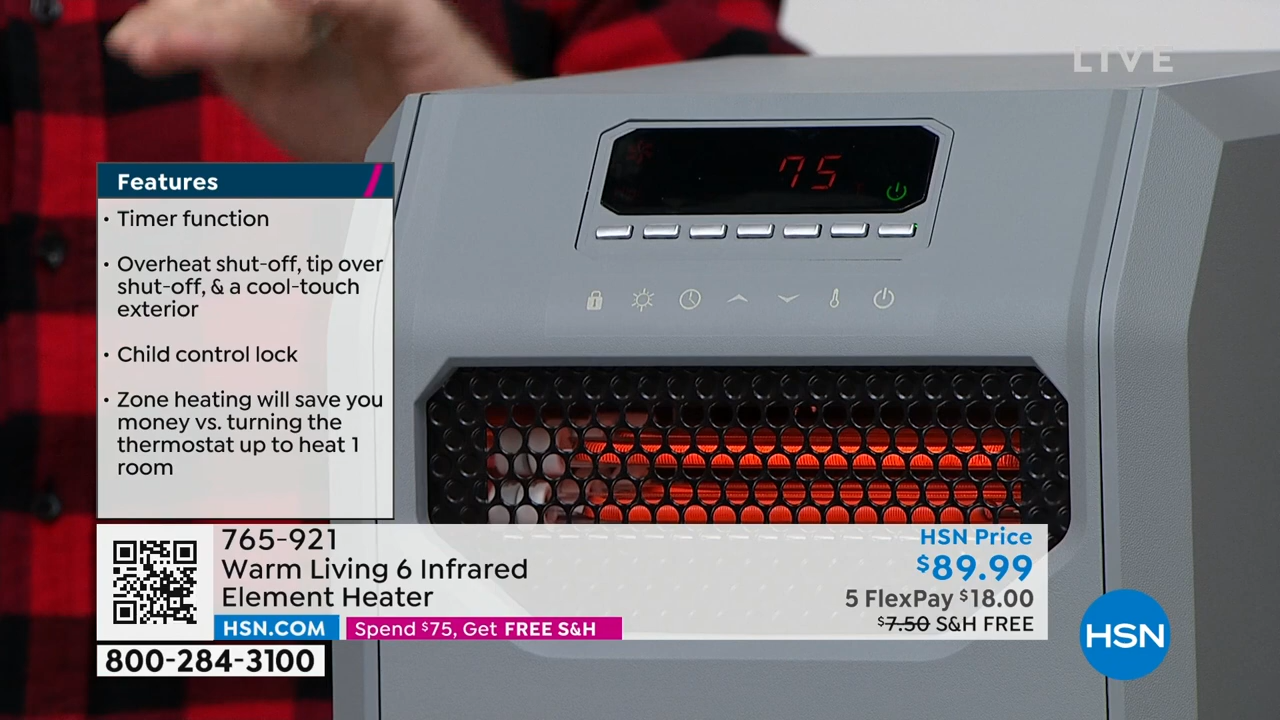 LIVE
75
Features
• Timer function
• Overheat shut-off, tip over
shut-off, & a cool-touch
exterior
• Child control lock
• Zone heating will save you
money vs. turning the
thermostat up to heat 1
room
765-921
Warm Living 6 Infrared
Element Heater
HSN.COM
Spend $75, Get FREE S&H
800-284-3100
HSN Price
$89.99
5 FlexPay $18.00
$7.50 S&H FREE
HSN